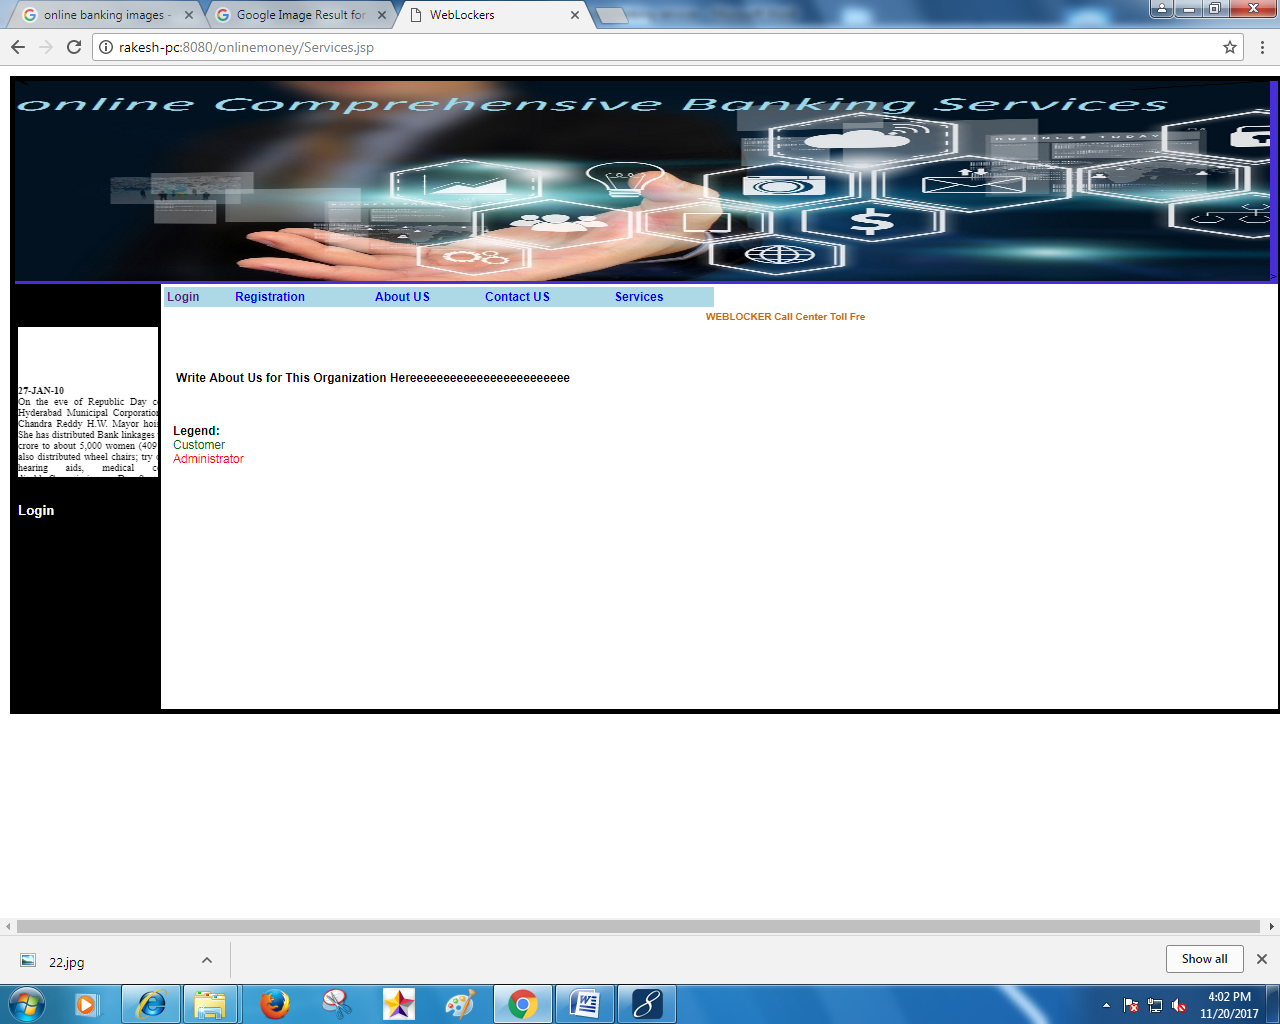 online banking images -
Google Image Result for
WebLockers
rakesh-pc:8080/onlinemoney/Services.jsp
online Comprehensive Banking Services
Login Registration About US Contact US Services
WEBLOCKER Call Center Toll Fre
Write About Us for This Organization Hereeeeeeeeeeeeeeeeeeeeeeeee
27-JAN-10
On the eve of Republic Day
Hyderabad Municipal Corporation
Chandra Reddy H.W. Mayor hois
She has distributed Bank linkages
crore to about 5,000 women (409
also distributed wheel chairs; try
hearing aids, medical
Legend:
Customer
Administrator
Login
22.jpg
Show all
4:02 PM
11/20/2017